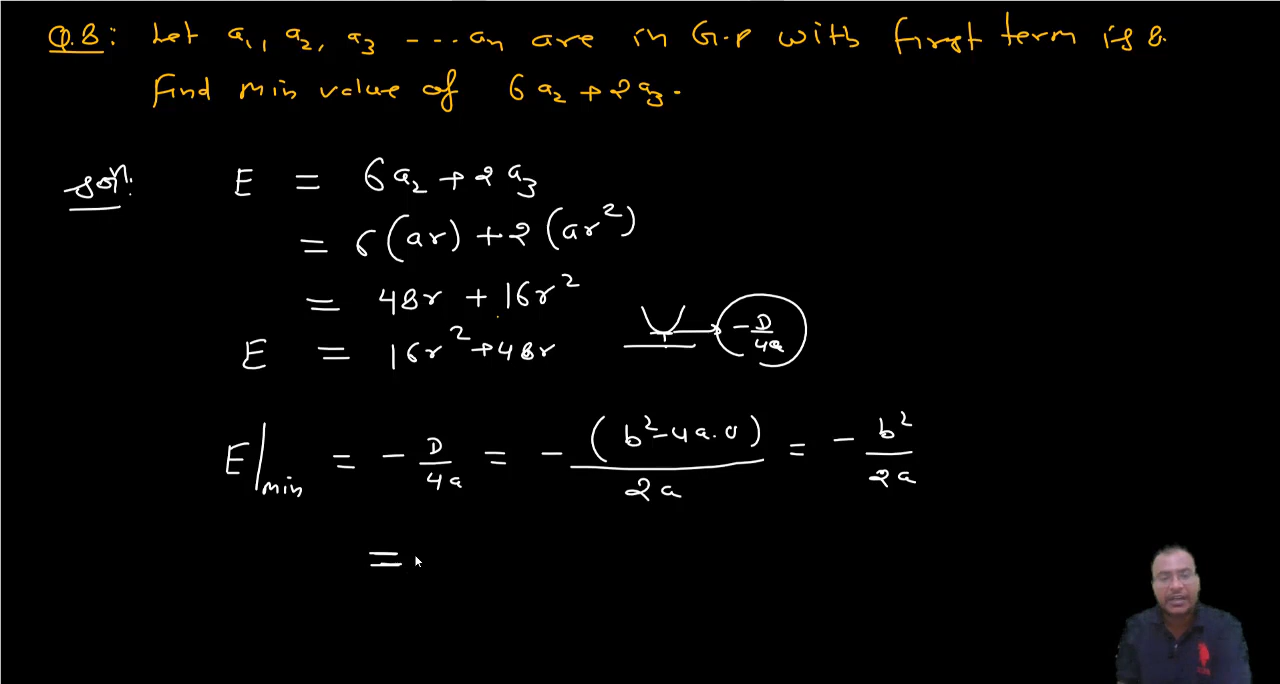 Q.8: Let a₁, a₂, a₃ ---...aₙ are in G.P with first term is 8.
Find min value of 6a₂+2a₃.
Solⁿ: E = 6a₂+2a₃
= 6(ar)+2(ar²)
= 48r + 16r²
E = 16r²+48r
-D/4a
E/min = -D/4a = -(b²-4a.0)/2a = -b²/2a
=